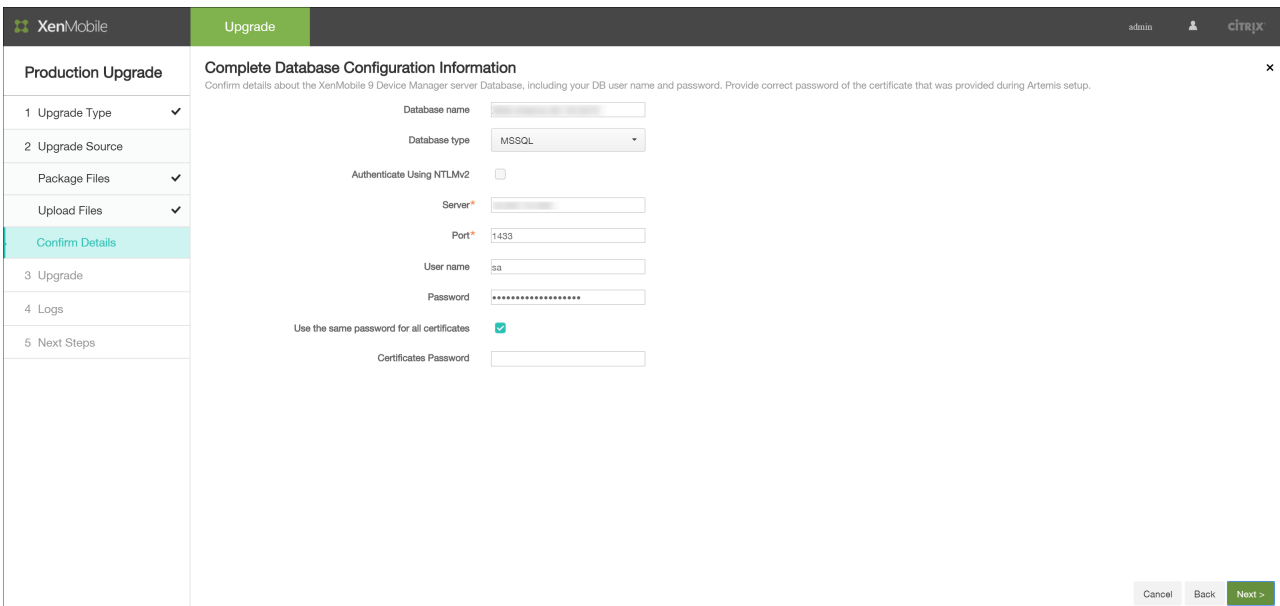 XenMobile
Upgrade
admin
CITRIX
Production Upgrade
1 Upgrade Type
2 Upgrade Source
Package Files
Upload Files
Confirm Details
3 Upgrade
4 Logs
5 Next Steps
Complete Database Configuration Information
Confirm details about the XenMobile 9 Device Manager server Database, including your DB user name and password. Provide correct password of the certificate that was provided during Artemis setup.
Database name
Database type MSSQL
Authenticate Using NTLMv2
Server*
Port* 1433
User name sa
Password ••••••••••••••••••
Use the same password for all certificates
Certificates Password
Cancel Back Next >